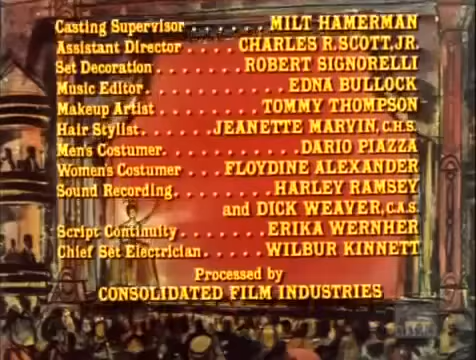 Casting Supervisor . . . . . . MILT HAMERMAN
Assistant Director . . . . CHARLES R. SCOTT, JR.
Set Decoration . . . . . . . ROBERT SIGNORELLI
Music Editor . . . . . . . . . . . EDNA BULLOCK
Makeup Artist . . . . . . . . TOMMY THOMPSON
Hair Stylist . . . . . . JEANETTE MARVIN, C.H.S.
Men's Costumer . . . . . . . . . . . DARIO PIAZZA
Women's Costumer . . . FLOYDINE ALEXANDER
Sound Recording . . . . . . . . . HARLEY RAMSEY
and DICK WEAVER, C.A.S.
Script Continuity . . . . . . . ERIKA WERNHER
Chief Set Electrician . . . . . WILBUR KINNETT
Processed by
CONSOLIDATED FILM INDUSTRIES